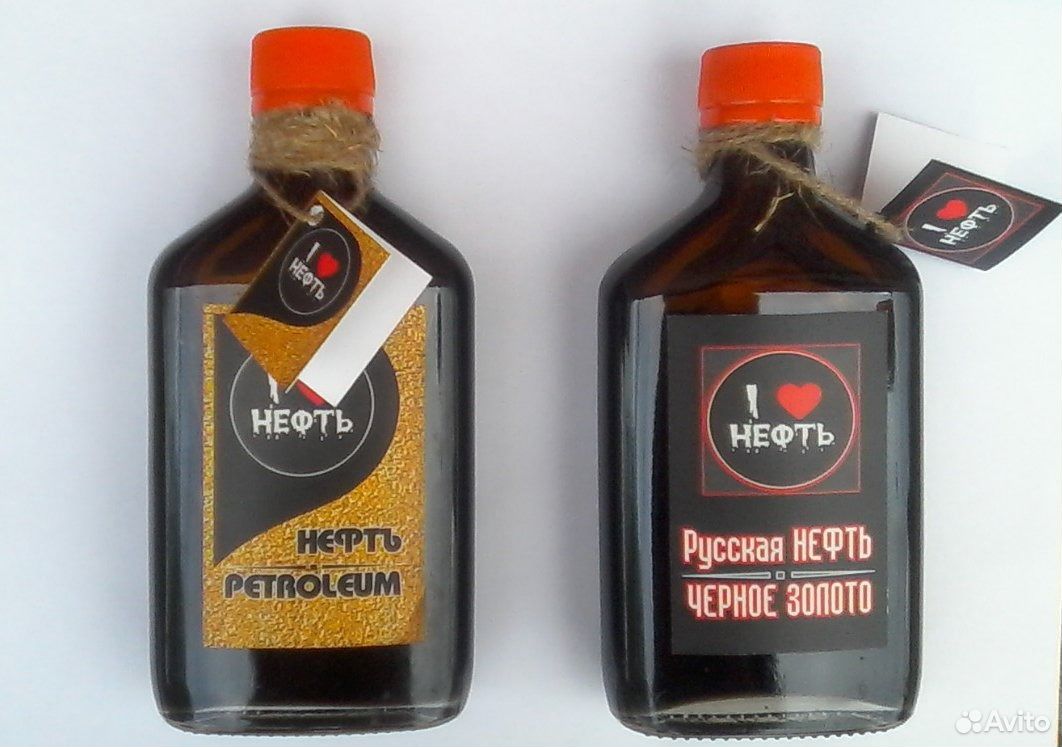 I ❤
НЕФТЬ
I ❤
НЕФТЬ
НЕФТЬ
PETROLEUM
I ❤
НЕФТЬ
I ❤
НЕФТЬ
Русская НЕФТЬ
ЧЕРНОЕ ЗОЛОТО
Avito